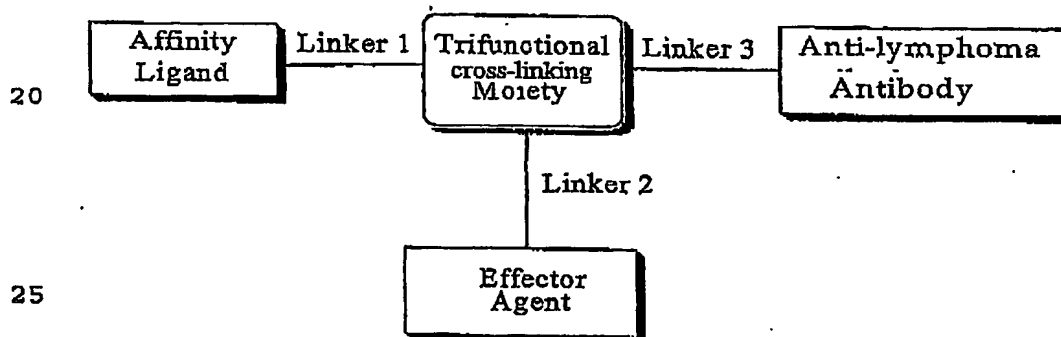 Affinity
Ligand
Linker 1
Trifunctional
cross-linking
Moiety
Linker 3
Anti-lymphoma
Antibody
20
Linker 2
Effector
Agent
25